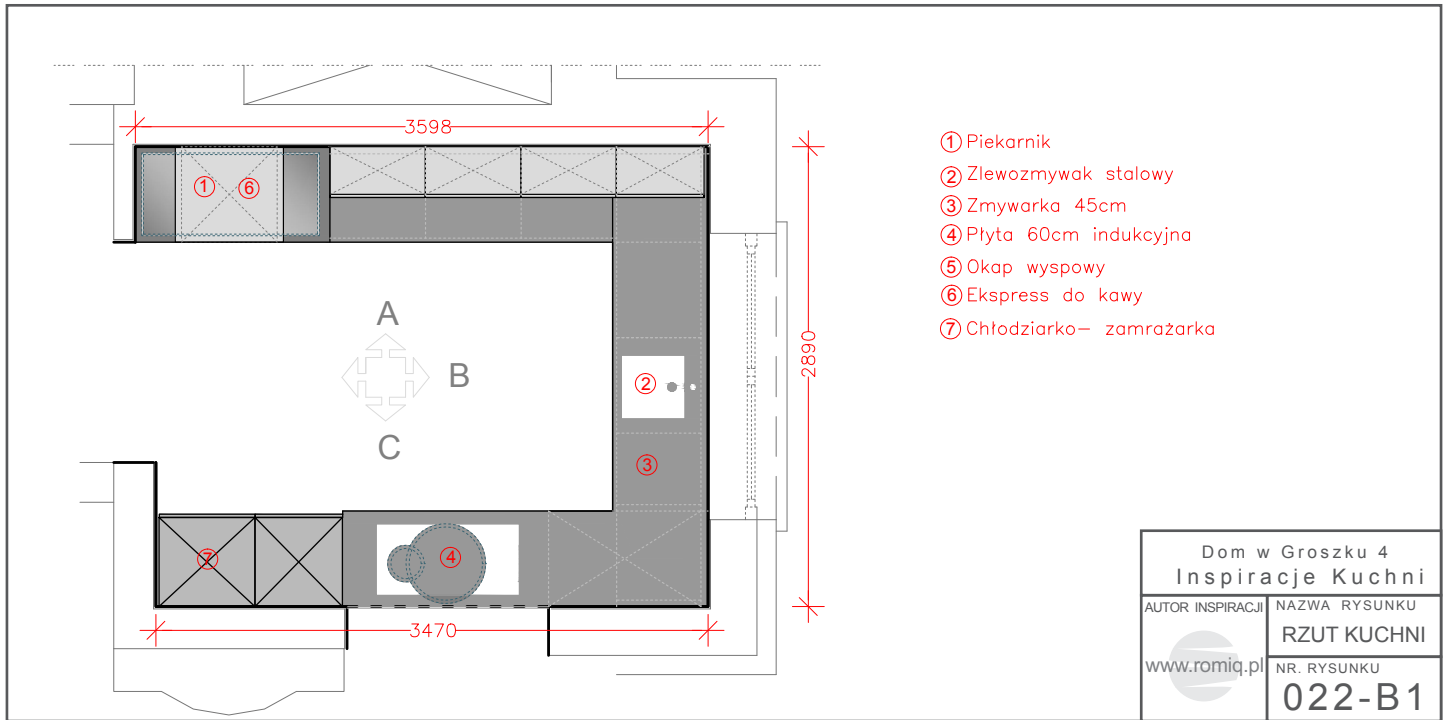 3598
① Piekarnik
② Zlewozmywak stalowy
③ Zmywarka 45cm
④ Płyta 60cm indukcyjna
⑤ Okap wyspowy
⑥ Ekspress do kawy
⑦ Chłodziarko– zamrażarka
① ⑥
A
B
C
2890
②
③
④
⑦
3470
Dom w Groszku 4
Inspiracje Kuchni
AUTOR INSPIRACJI
www.romiq.pl
NAZWA RYSUNKU
RZUT KUCHNI
NR. RYSUNKU
022-B1